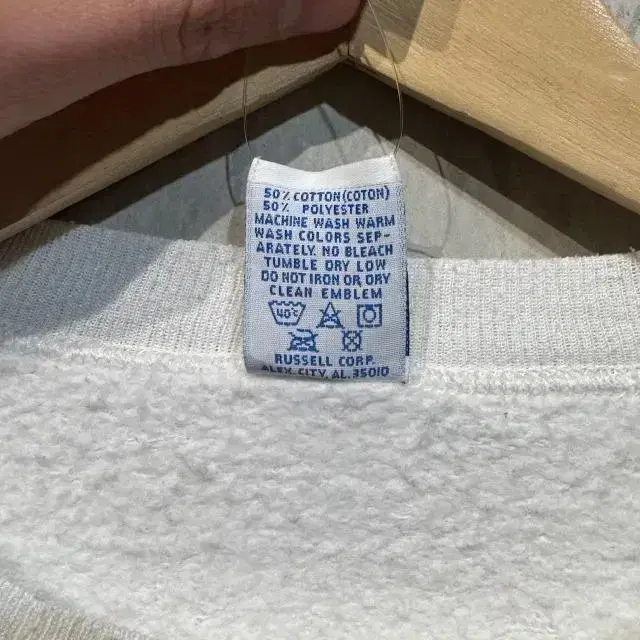 50% COTTON (COTON)
50% POLYESTER
MACHINE WASH WARM
WASH COLORS SEP-
ARATELY NO BLEACH
TUMBLE DRY LOW
DO NOT IRON OR DRY
CLEAN EMBLEM
40°
RUSSELL CORP.
ALEX CITY, AL. 35010